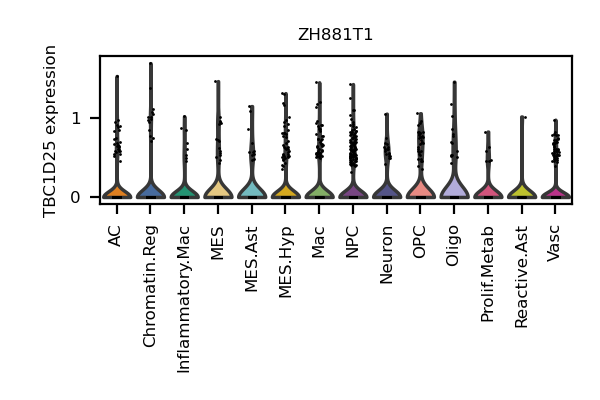 ZH881T1
TBC1D25 expression
1
0
AC
Chromatin.Reg
Inflammatory.Mac
MES
MES.Ast
MES.Hyp
Mac
NPC
Neuron
OPC
Oligo
Prolif.Metab
Reactive.Ast
Vasc